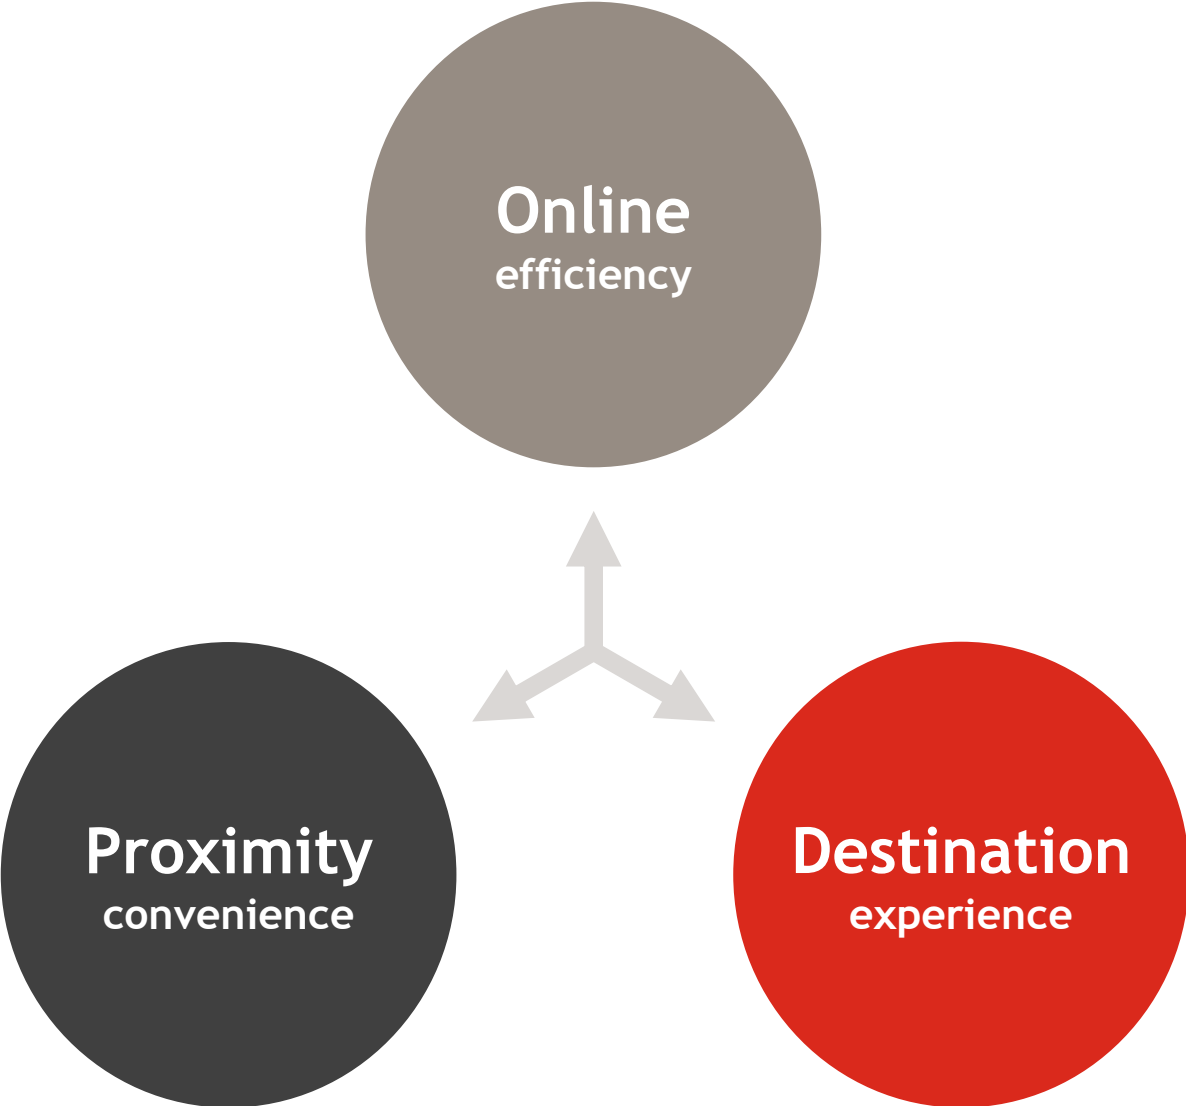 Online
efficiency
Proximity
convenience
Destination
experience